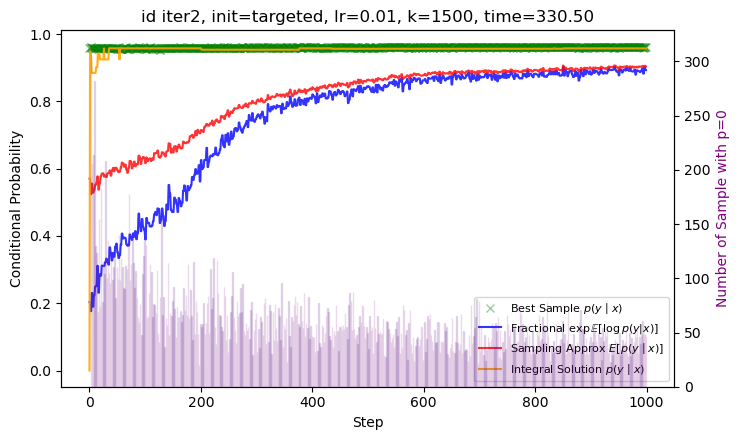 id iter2, init=targeted, lr=0.01, k=1500, time=330.50
Conditional Probability
1.0
0.8
0.6
0.4
0.2
0.0
0
200
400
600
800
1000
Step
300
250
200
150
100
50
0
Number of Sample with p=0
Best Sample p(y | x)
Fractional exp𝔼[log p(y|x)]
Sampling Approx E[p(y | x)]
Integral Solution p(y | x)